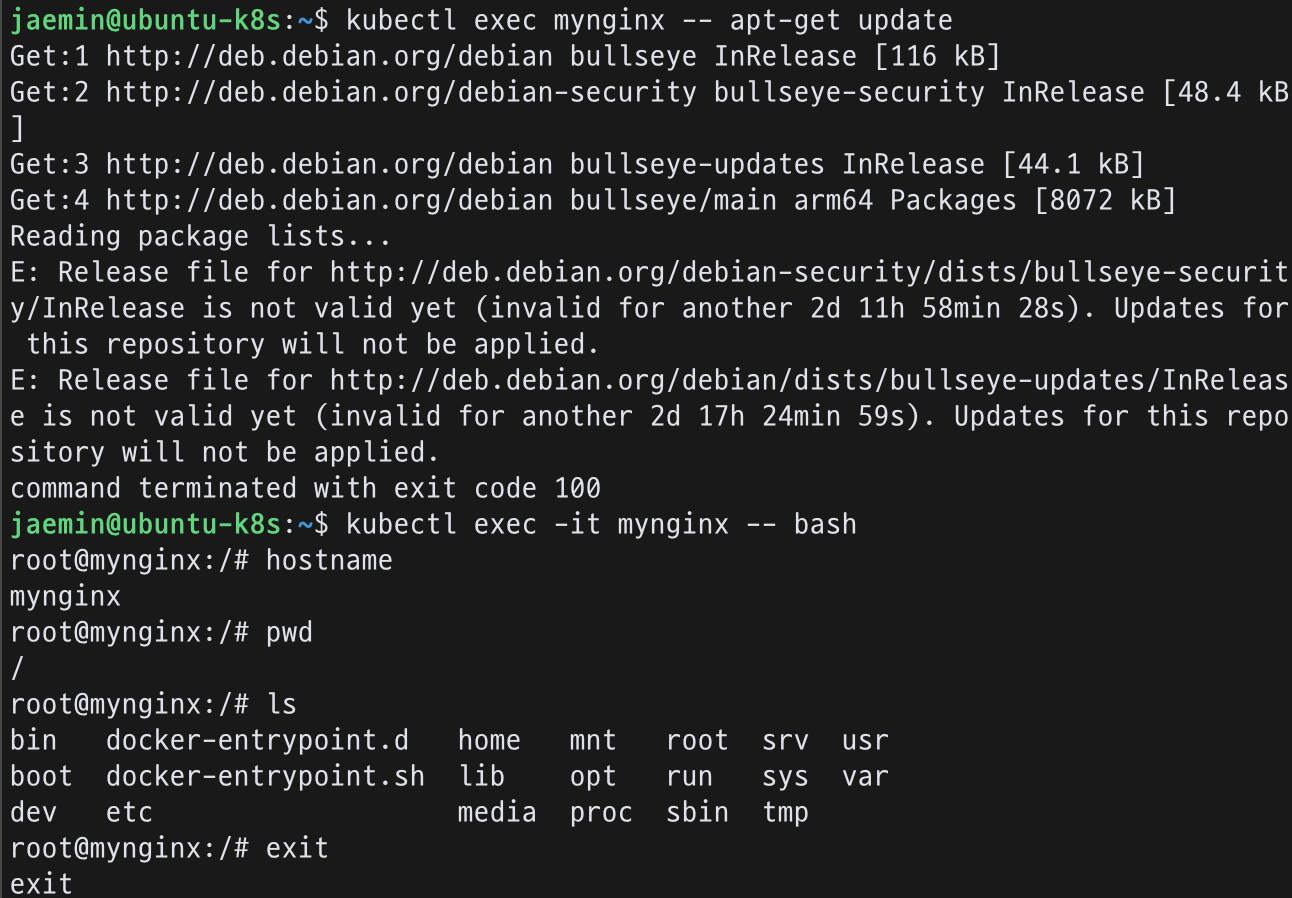 jaemin@ubuntu-k8s:~$ kubectl exec mynginx -- apt-get update
Get:1 http://deb.debian.org/debian bullseye InRelease [116 kB]
Get:2 http://deb.debian.org/debian-security bullseye-security InRelease [48.4 kB
]
Get:3 http://deb.debian.org/debian bullseye-updates InRelease [44.1 kB]
Get:4 http://deb.debian.org/debian bullseye/main arm64 Packages [8072 kB]
Reading package lists...
E: Release file for http://deb.debian.org/debian-security/dists/bullseye-securit
y/InRelease is not valid yet (invalid for another 2d 11h 58min 28s). Updates for
 this repository will not be applied.
E: Release file for http://deb.debian.org/debian/dists/bullseye-updates/InReleas
e is not valid yet (invalid for another 2d 17h 24min 59s). Updates for this repo
sitory will not be applied.
command terminated with exit code 100
jaemin@ubuntu-k8s:~$ kubectl exec -it mynginx -- bash
root@mynginx:/# hostname
mynginx
root@mynginx:/# pwd
/
root@mynginx:/# ls
bin   docker-entrypoint.d   home   mnt   root  srv  usr
boot  docker-entrypoint.sh  lib    opt   run   sys  var
dev   etc                   media  proc  sbin  tmp
root@mynginx:/# exit
exit